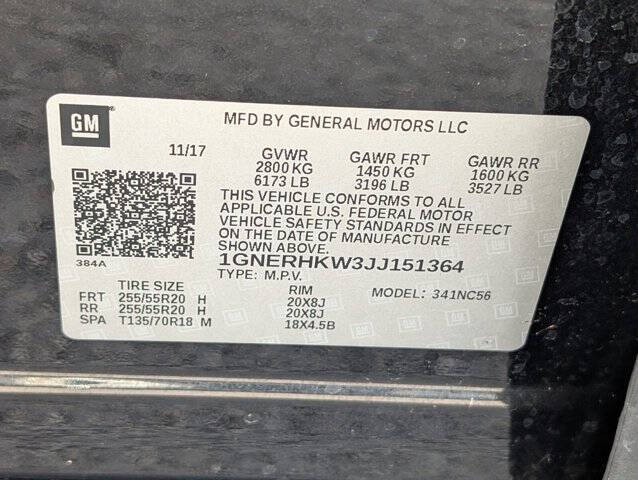 GM
MFD BY GENERAL MOTORS LLC
11/17 GVWR GAWR FRT GAWR RR
2800 KG 1450 KG 1600 KG
6173 LB 3196 LB 3527 LB
THIS VEHICLE CONFORMS TO ALL
APPLICABLE U.S. FEDERAL MOTOR
VEHICLE SAFETY STANDARDS IN EFFECT
ON THE DATE OF MANUFACTURE
SHOWN ABOVE.
384A
1GNERHKW3JJ151364
TYPE: M.P.V.
TIRE SIZE RIM MODEL: 341NC56
FRT 255/55R20 H 20X8J
RR 255/55R20 H 20X8J
SPA T135/70R18 M 18X4.5B